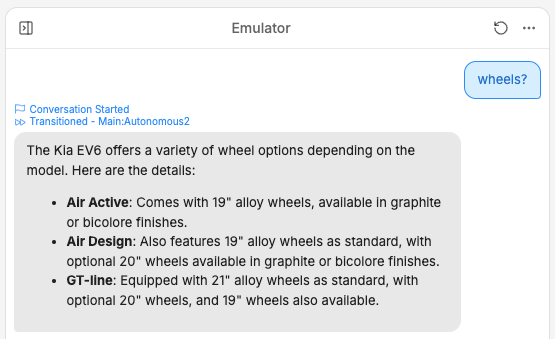 Emulator
wheels?
Conversation Started
Transitioned - Main:Autonomous2
The Kia EV6 offers a variety of wheel options depending on the
model. Here are the details:
• Air Active: Comes with 19" alloy wheels, available in graphite
or bicolore finishes.
• Air Design: Also features 19" alloy wheels as standard, with
optional 20" wheels available in graphite or bicolore finishes.
• GT-line: Equipped with 21" alloy wheels as standard, with
optional 20" wheels, and 19" wheels also available.